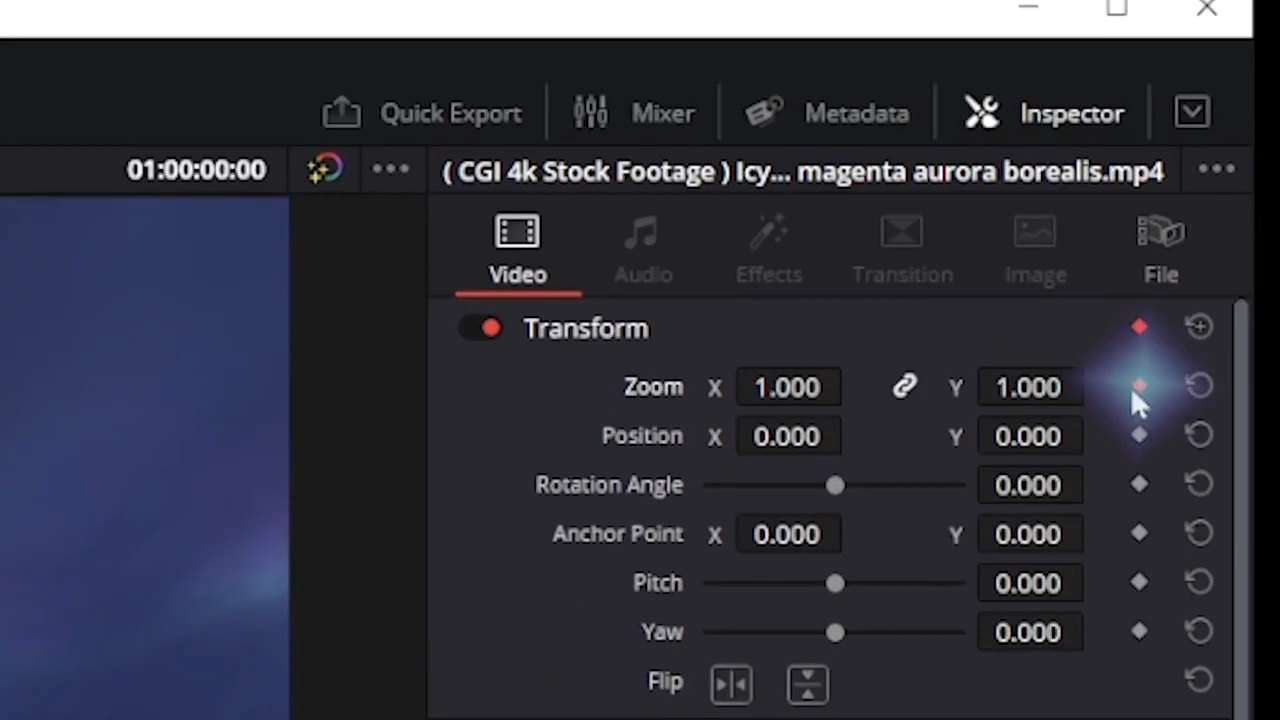 Quick Export Mixer Metadata Inspector
01:00:00:00 ( CGI 4k Stock Footage ) Icy... magenta aurora borealis.mp4
Video Audio Effects Transition Image File
Transform
Zoom X 1.000 Y 1.000
Position X 0.000 Y 0.000
Rotation Angle 0.000
Anchor Point X 0.000 Y 0.000
Pitch 0.000
Yaw 0.000
Flip